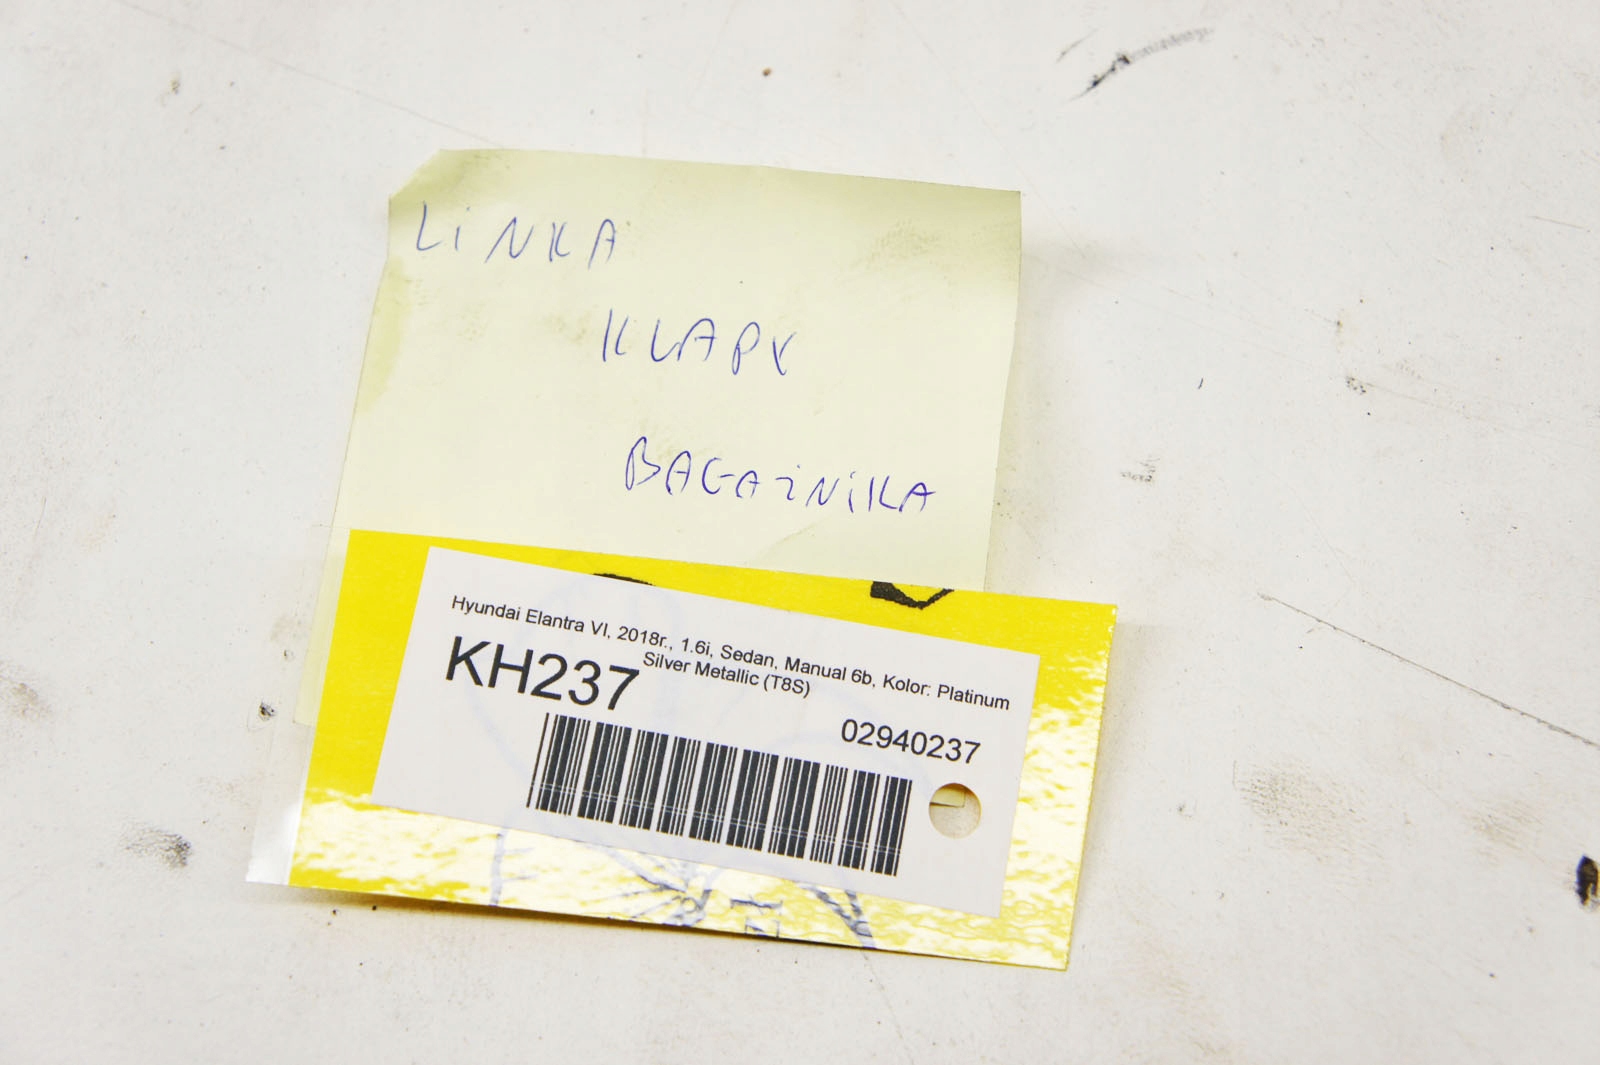 LiNKA
KLAPY
BAGAżNiKA
Hyundai Elantra VI, 2018r., 1.6i, Sedan, Manual 6b, Kolor: Platinum
Silver Metallic (T8S)
KH237
02940237